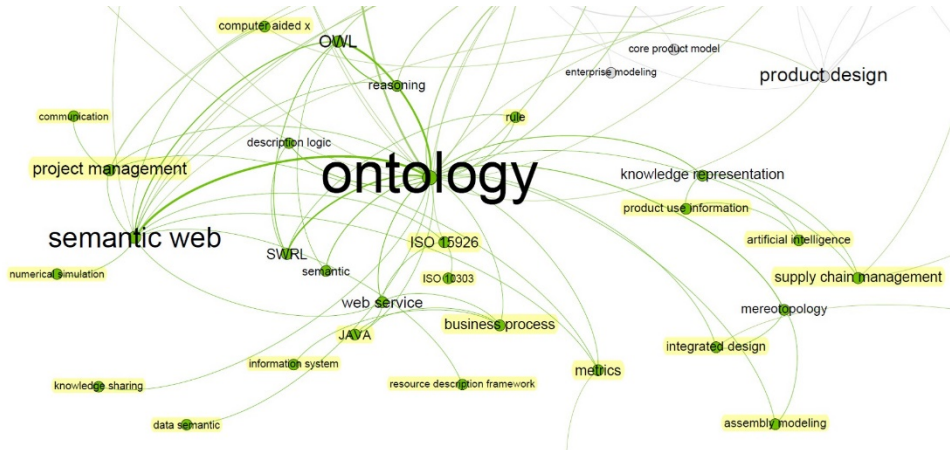 computer aided x
OWL
core product model
enterprise modeling
product design
reasoning
communication
rule
description logic
project management
ontology
knowledge representation
product use information
semantic web
ISO 15926
artificial intelligence
SWRL
semantic
ISO 10303
numerical simulation
supply chain management
web service
mereotopology
business process
JAVA
integrated design
information system
metrics
knowledge sharing
resource description framework
data semantic
assembly modeling